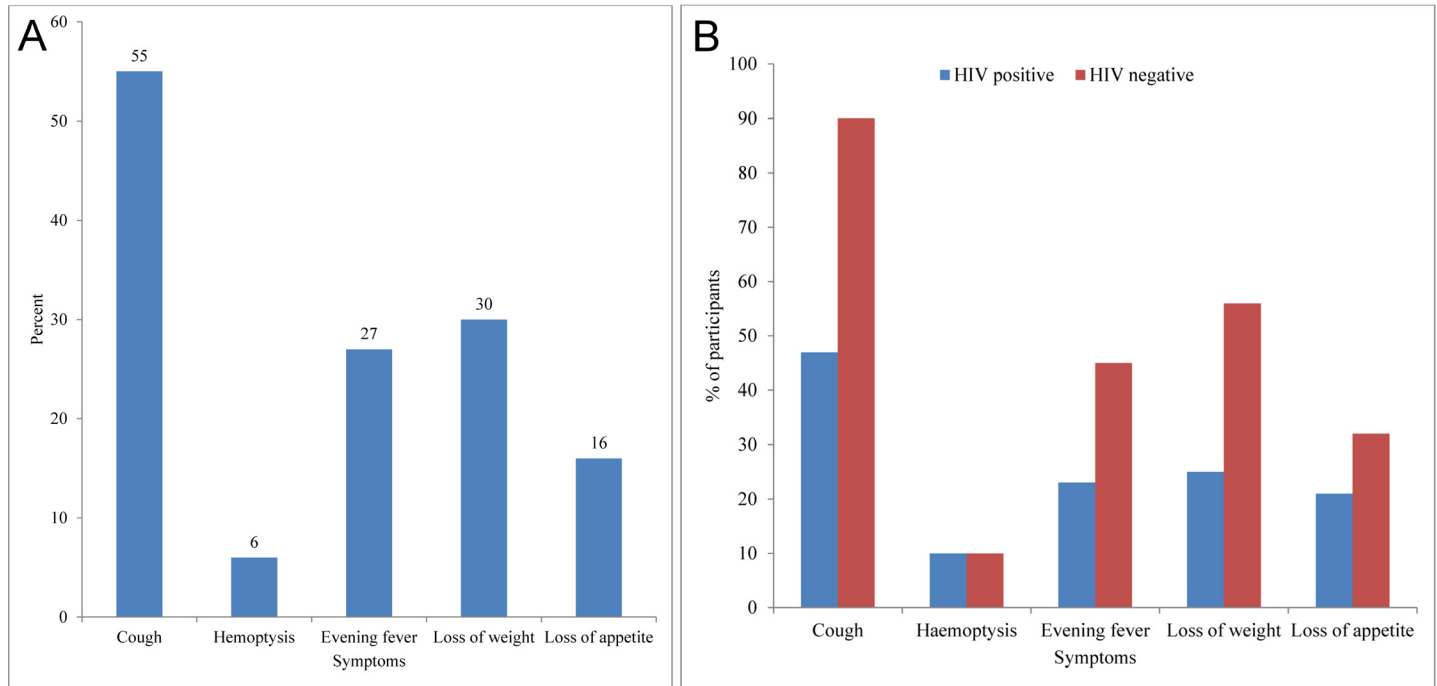 A
60
50
40
30
20
10
0
Percent
55
6
27
30
16
Cough
Hemoptysis
Evening fever
Loss of weight
Loss of appetite
Symptoms
B
HIV positive
HIV negative
100
90
80
70
60
50
40
30
20
10
0
% of participants
Cough
Haemoptysis
Evening fever
Loss of weight
Loss of appetite
Symptoms